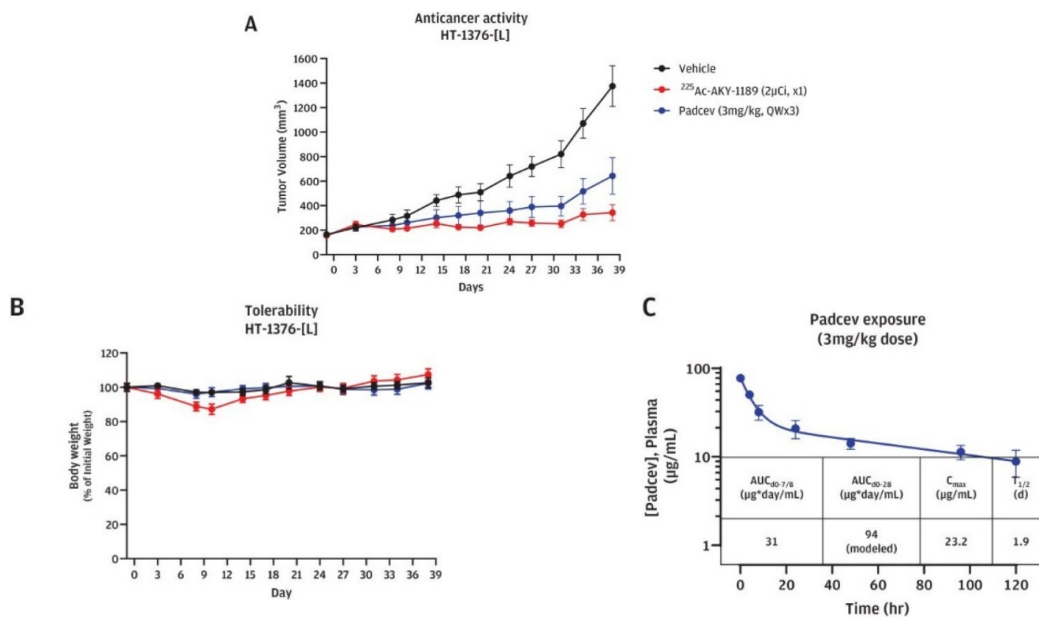 A
Anticancer activity
HT-1376-[L]
Tumor Volume (mm³)
1600
1400
1200
1000
800
600
400
200
0
0 3 6 9 12 15 18 21 24 27 30 33 36 39
Days
Vehicle
²²⁵Ac-AKY-1189 (2µCi, x1)
Padcev (3mg/kg, QWx3)
B
Tolerability
HT-1376-[L]
Body weight
(% of Initial Weight)
120
100
80
60
40
20
0
0 3 6 9 12 14 18 21 24 27 30 33 36 39
Day
C
Padcev exposure
(3mg/kg dose)
[Padcev], Plasma
(µg/mL)
100
10
1
AUCd0-7/8 (µg*day/mL) AUCd0-28 (µg*day/mL) Cmax (µg/mL) T1/2 (d)
31 94 (modeled) 23.2 1.9
0 20 40 60 80 100 120
Time (hr)